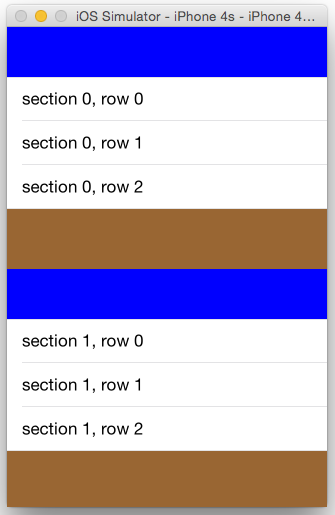 iOS Simulator - iPhone 4s - iPhone 4...
section 0, row 0
section 0, row 1
section 0, row 2
section 1, row 0
section 1, row 1
section 1, row 2